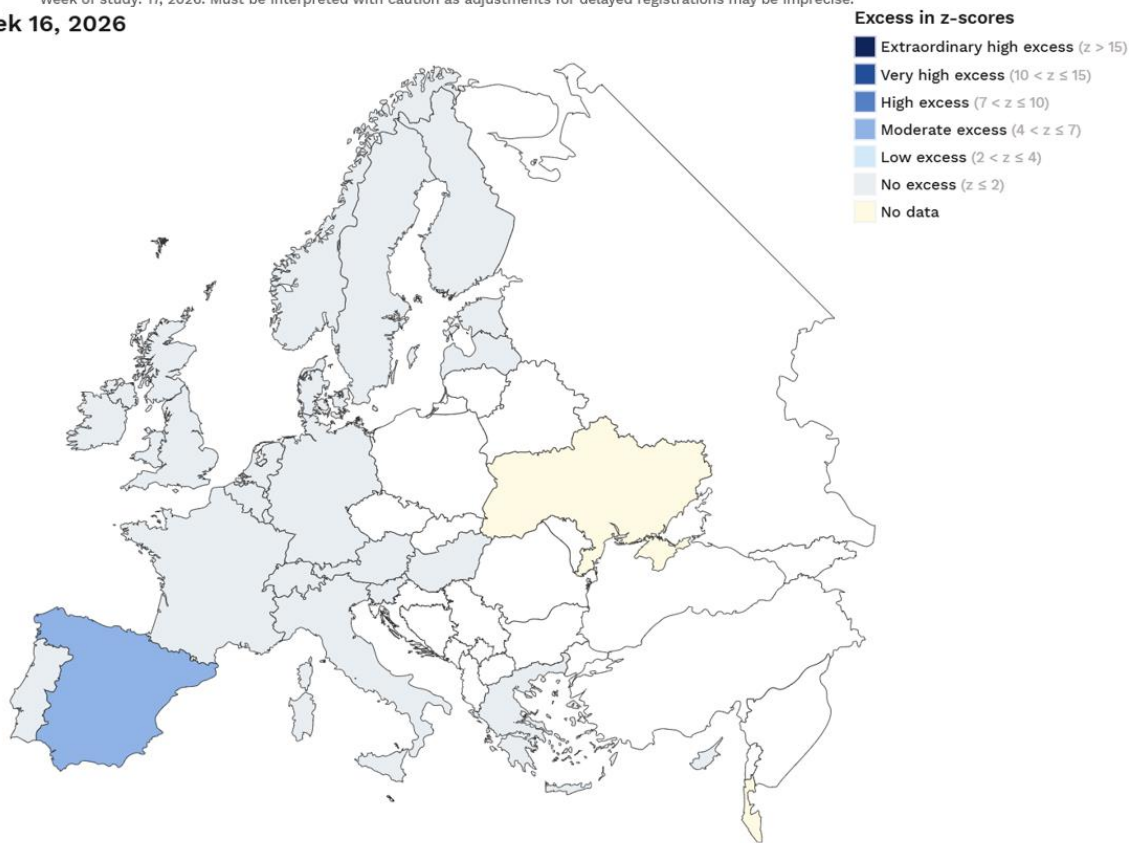 Week of study: 17, 2026. Must be interpreted with caution as adjustments for delayed registrations may be imprecise.
ek 16, 2026
Excess in z-scores
Extraordinary high excess (z > 15)
Very high excess (10 < z ≤ 15)
High excess (7 < z ≤ 10)
Moderate excess (4 < z ≤ 7)
Low excess (2 < z ≤ 4)
No excess (z ≤ 2)
No data